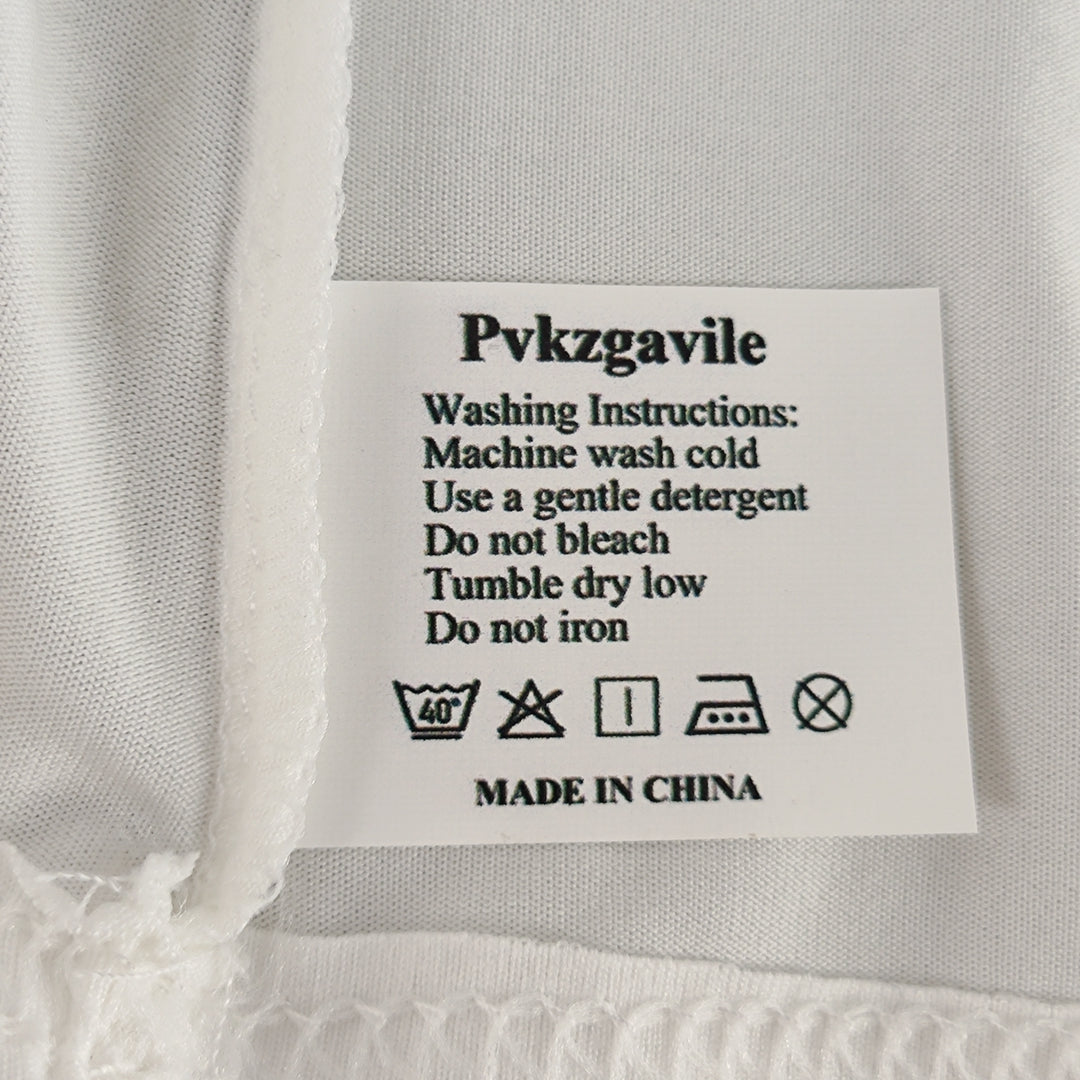 Pvkzgavile
Washing Instructions:
Machine wash cold
Use a gentle detergent
Do not bleach
Tumble dry low
Do not iron
40°
MADE IN CHINA